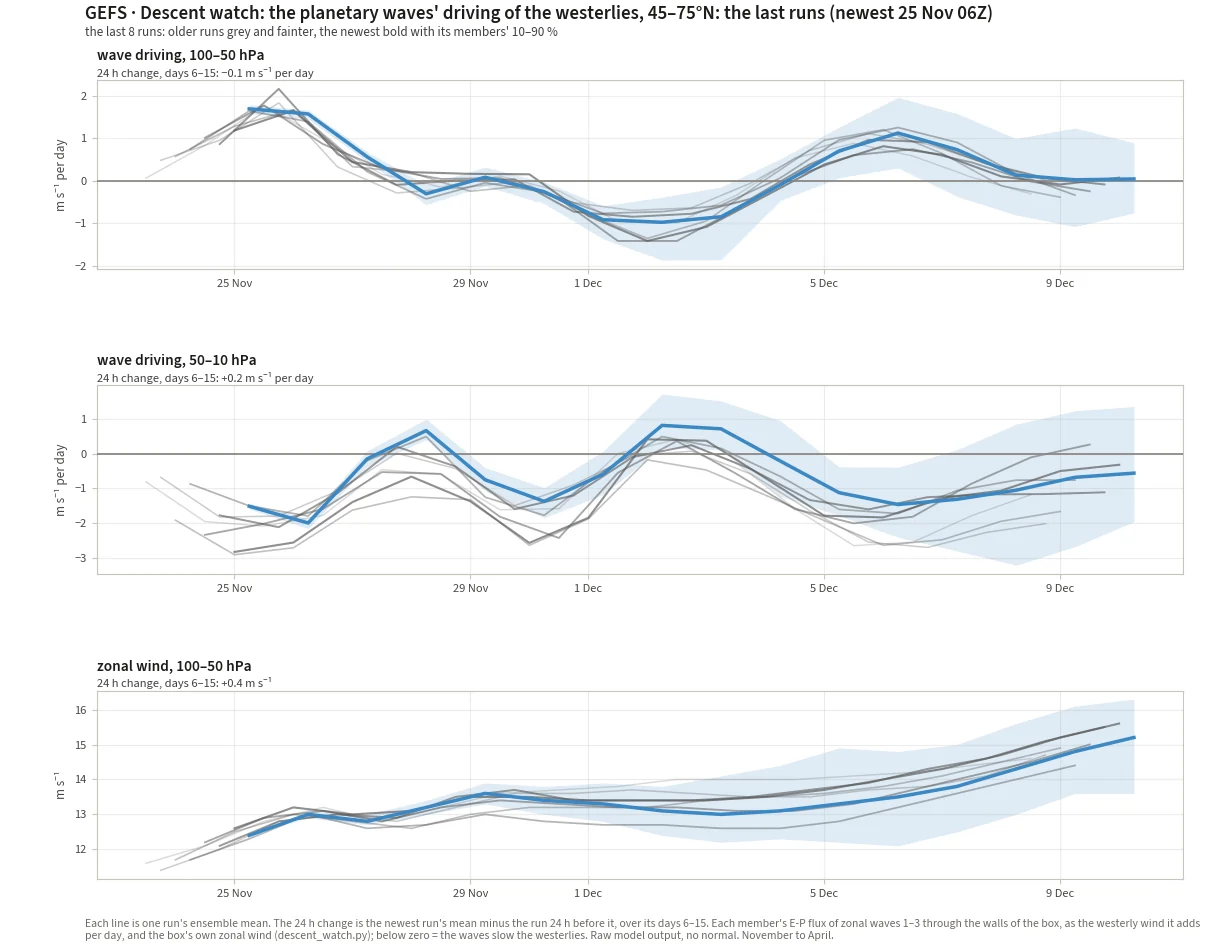 GEFS · Descent watch: the planetary waves' driving of the westerlies, 45–75°N: the last runs (newest 25 Nov 06Z)
the last 8 runs: older runs grey and fainter, the newest bold with its members' 10–90 %
wave driving, 100–50 hPa
24 h change, days 6–15: −0.1 m s⁻¹ per day
m s⁻¹ per day
2
1
0
−1
−2
25 Nov
29 Nov
1 Dec
5 Dec
9 Dec
wave driving, 50–10 hPa
24 h change, days 6–15: +0.2 m s⁻¹ per day
m s⁻¹ per day
1
0
−1
−2
−3
25 Nov
29 Nov
1 Dec
5 Dec
9 Dec
zonal wind, 100–50 hPa
24 h change, days 6–15: +0.4 m s⁻¹
m s⁻¹
16
15
14
13
12
25 Nov
29 Nov
1 Dec
5 Dec
9 Dec
Each line is one run's ensemble mean. The 24 h change is the newest run's mean minus the run 24 h before it, over its days 6–15. Each member's E-P flux of zonal waves 1–3 through the walls of the box, as the westerly wind it adds
per day, and the box's own zonal wind (descent_watch.py); below zero = the waves slow the westerlies. Raw model output, no normal. November to April.